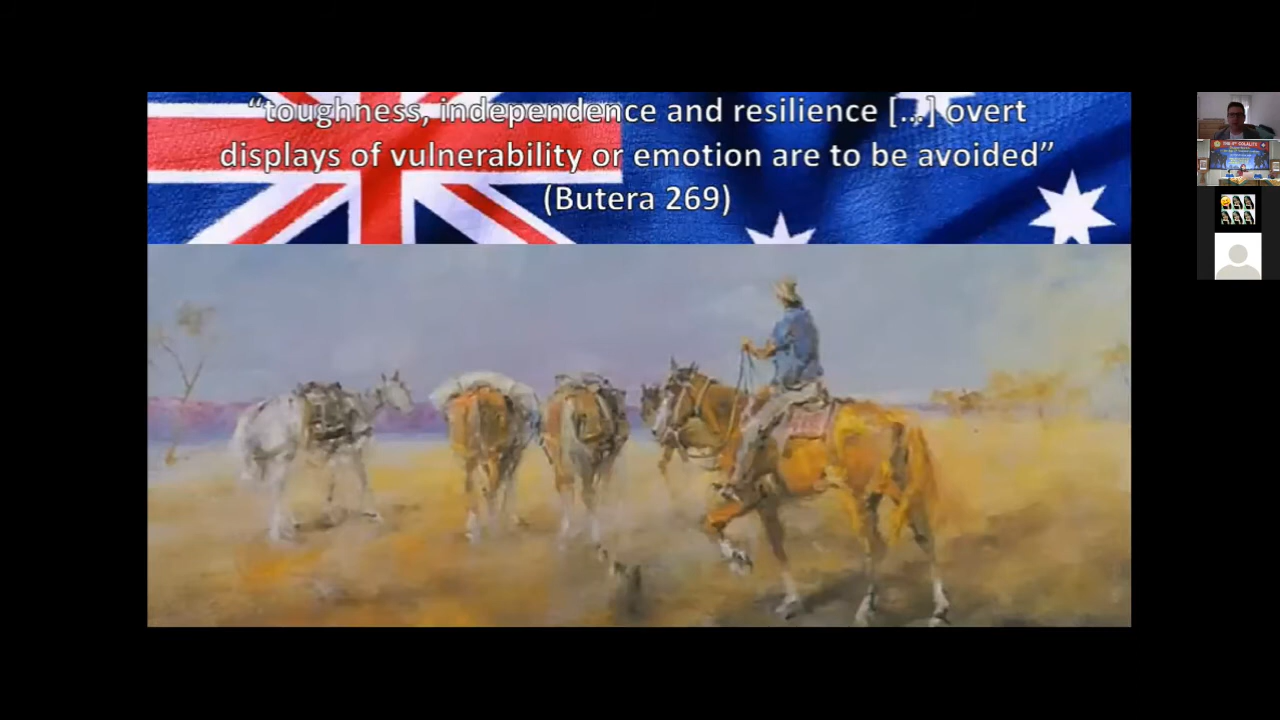 “toughness, independence and resilience [...] overt
displays of vulnerability or emotion are to be avoided”
(Butera 269)